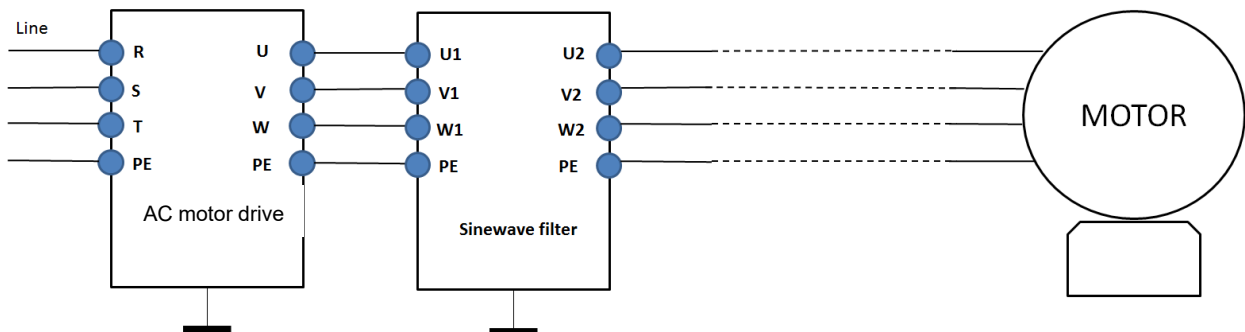 Line
R U U1 U2
S V V1 V2
T W W1 W2
PE PE PE PE
MOTOR
AC motor drive
Sinewave filter